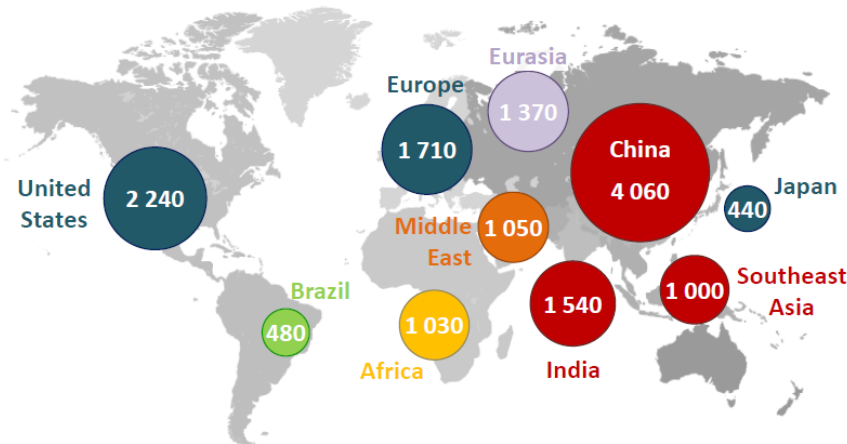 Eurasia
1 370
Europe
1 710
China
4 060
United
States
2 240
Japan
440
Middle
East
1 050
Southeast
Asia
1 000
India
1 540
Brazil
480
Africa
1 030